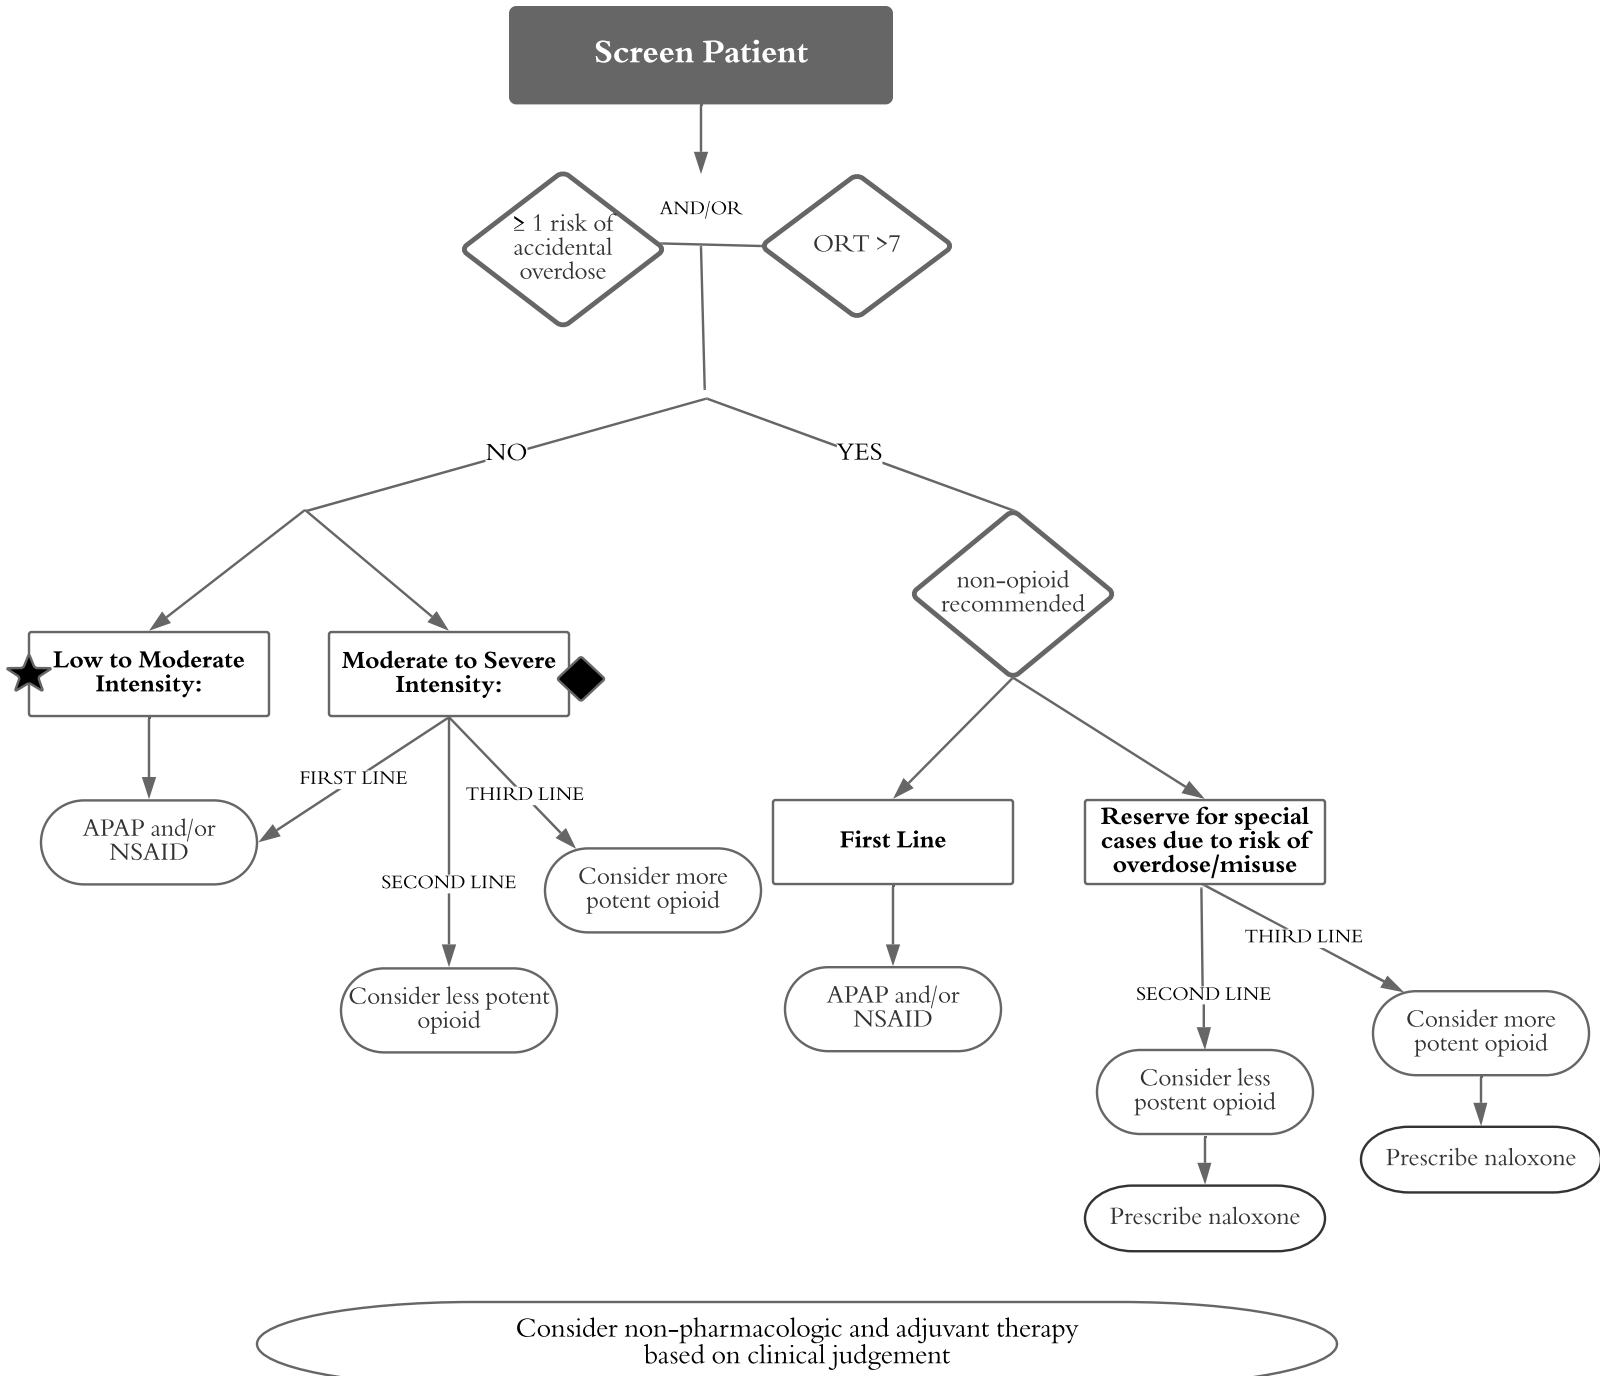 Screen Patient
AND/OR
≥ 1 risk of
accidental
overdose
ORT >7
NO
YES
non-opioid
recommended
Low to Moderate
Intensity:
Moderate to Severe
Intensity:
FIRST LINE
THIRD LINE
SECOND LINE
APAP and/or
NSAID
Consider more
potent opioid
Consider less potent
opioid
First Line
Reserve for special
cases due to risk of
overdose/misuse
APAP and/or
NSAID
THIRD LINE
SECOND LINE
Consider more
potent opioid
Consider less
postent opioid
Prescribe naloxone
Prescribe naloxone
Consider non-pharmacologic and adjuvant therapy
based on clinical judgement